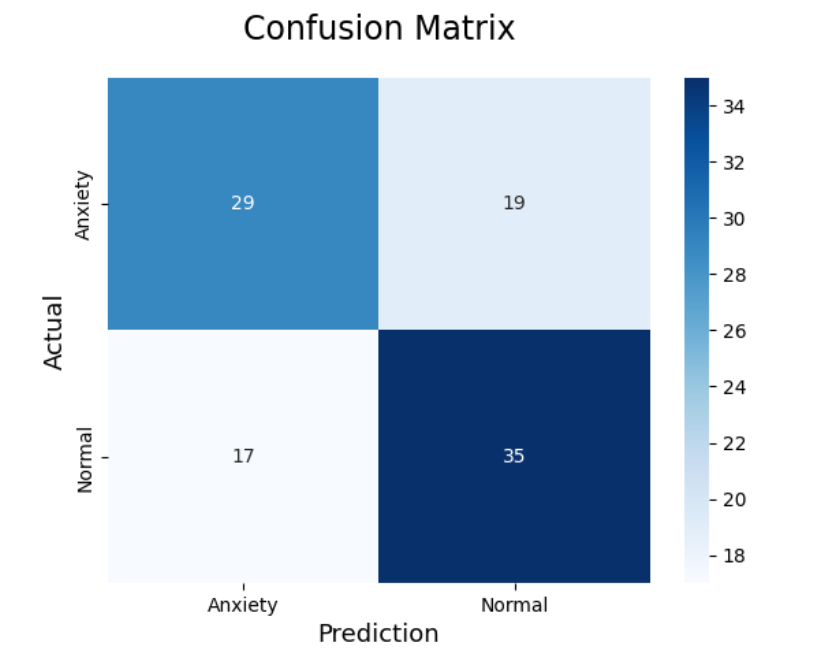 Confusion Matrix
Actual
Anxiety
Normal
29
19
17
35
Anxiety
Normal
Prediction
34
32
30
28
26
24
22
20
18